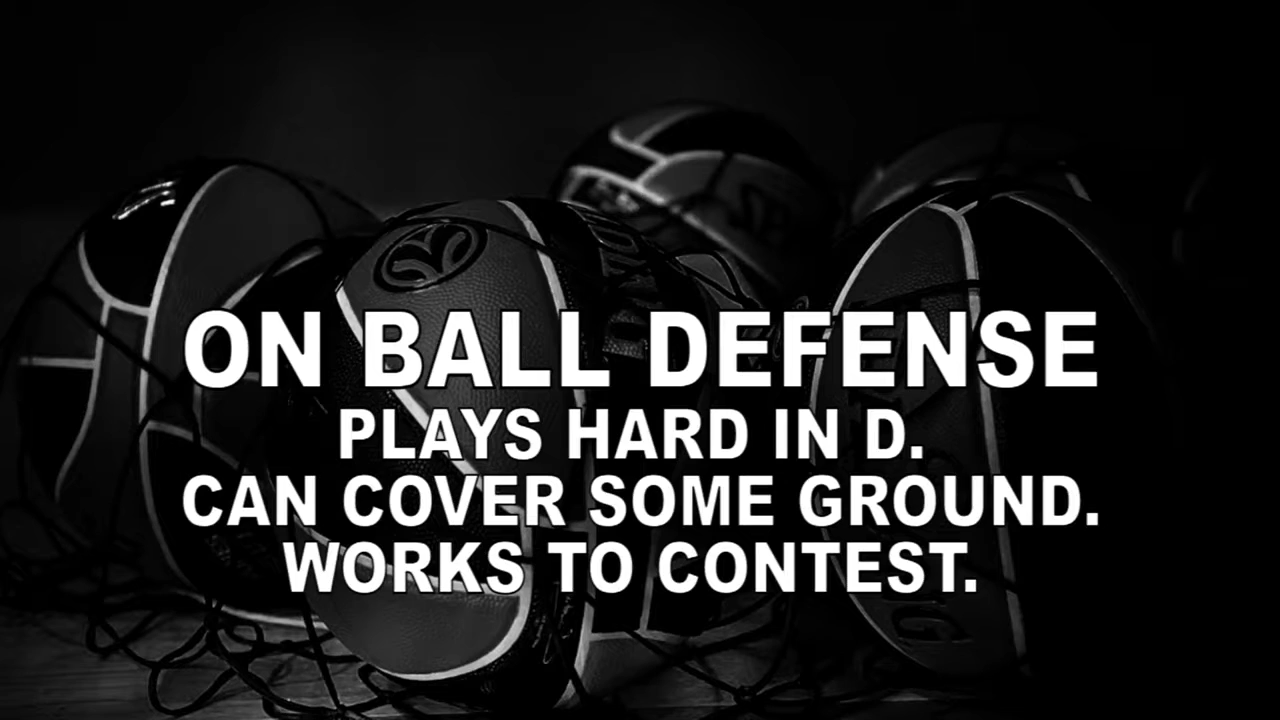 ON BALL DEFENSE
PLAYS HARD IN D.
CAN COVER SOME GROUND.
WORKS TO CONTEST.